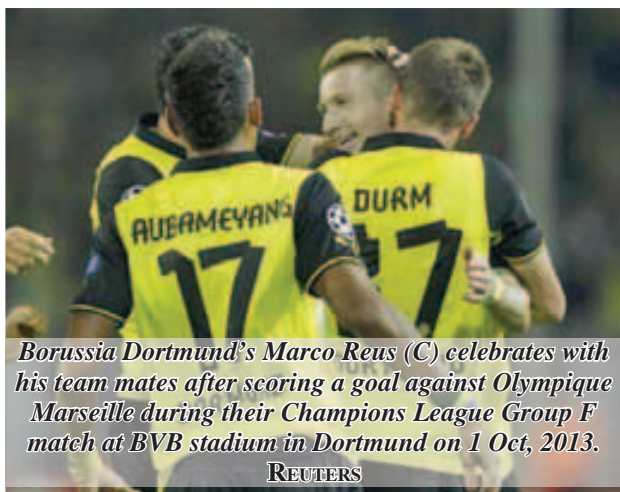 AUBAMEYANG
17
DURM
37
Borussia Dortmund’s Marco Reus (C) celebrates with
his team mates after scoring a goal against Olympique
Marseille during their Champions League Group F
match at BVB stadium in Dortmund on 1 Oct, 2013.
REUTERS